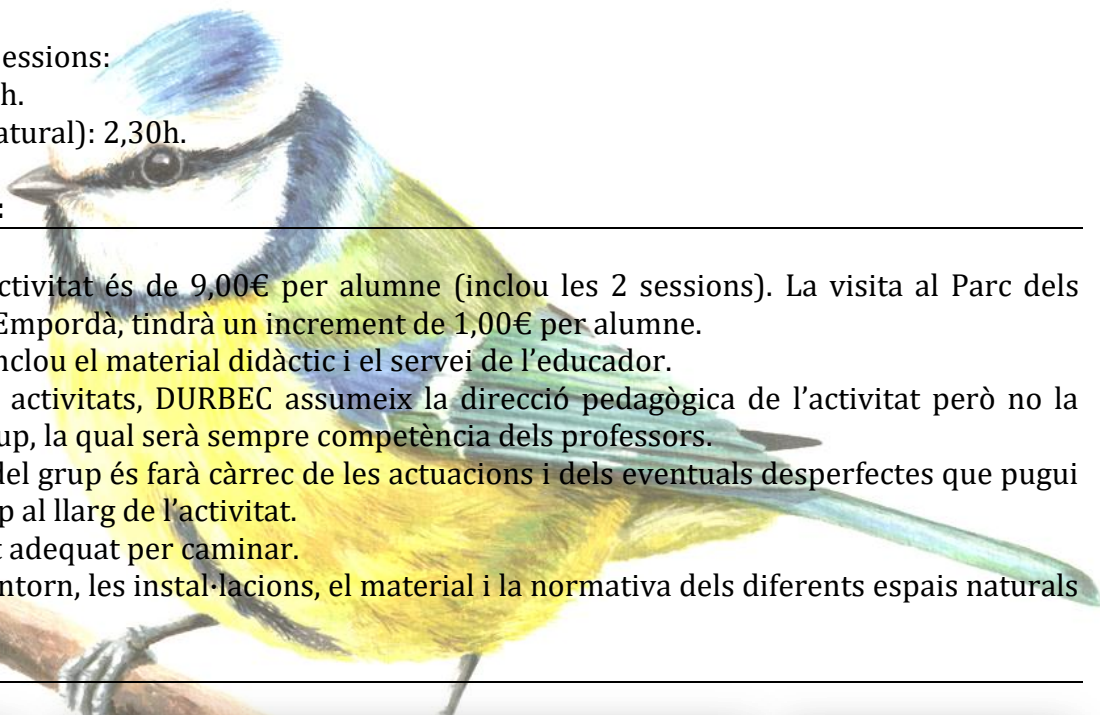 essions:
h.
atural): 2,30h.
:
ctivitat és de 9,00€ per alumne (inclou les 2 sessions). La visita al Parc dels
Empordà, tindrà un increment de 1,00€ per alumne.
nclou el material didàctic i el servei de l’educador.
activitats, DURBEC assumeix la direcció pedagògica de l’activitat però no la
up, la qual serà sempre competència dels professors.
del grup és farà càrrec de les actuacions i dels eventuals desperfectes que pugui
p al llarg de l’activitat.
t adequat per caminar.
ntorn, les instal·lacions, el material i la normativa dels diferents espais naturals